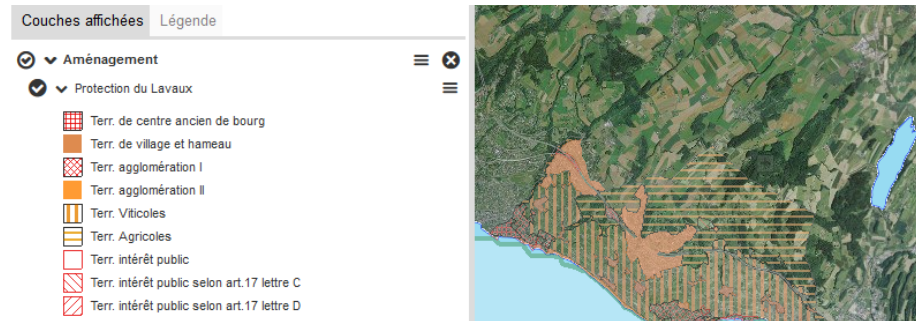 Couches affichées Légende
Aménagement
Protection du Lavaux
Terr. de centre ancien de bourg
Terr. de village et hameau
Terr. agglomération I
Terr. agglomération II
Terr. Viticoles
Terr. Agricoles
Terr. intérêt public
Terr. intérêt public selon art.17 lettre C
Terr. intérêt public selon art.17 lettre D